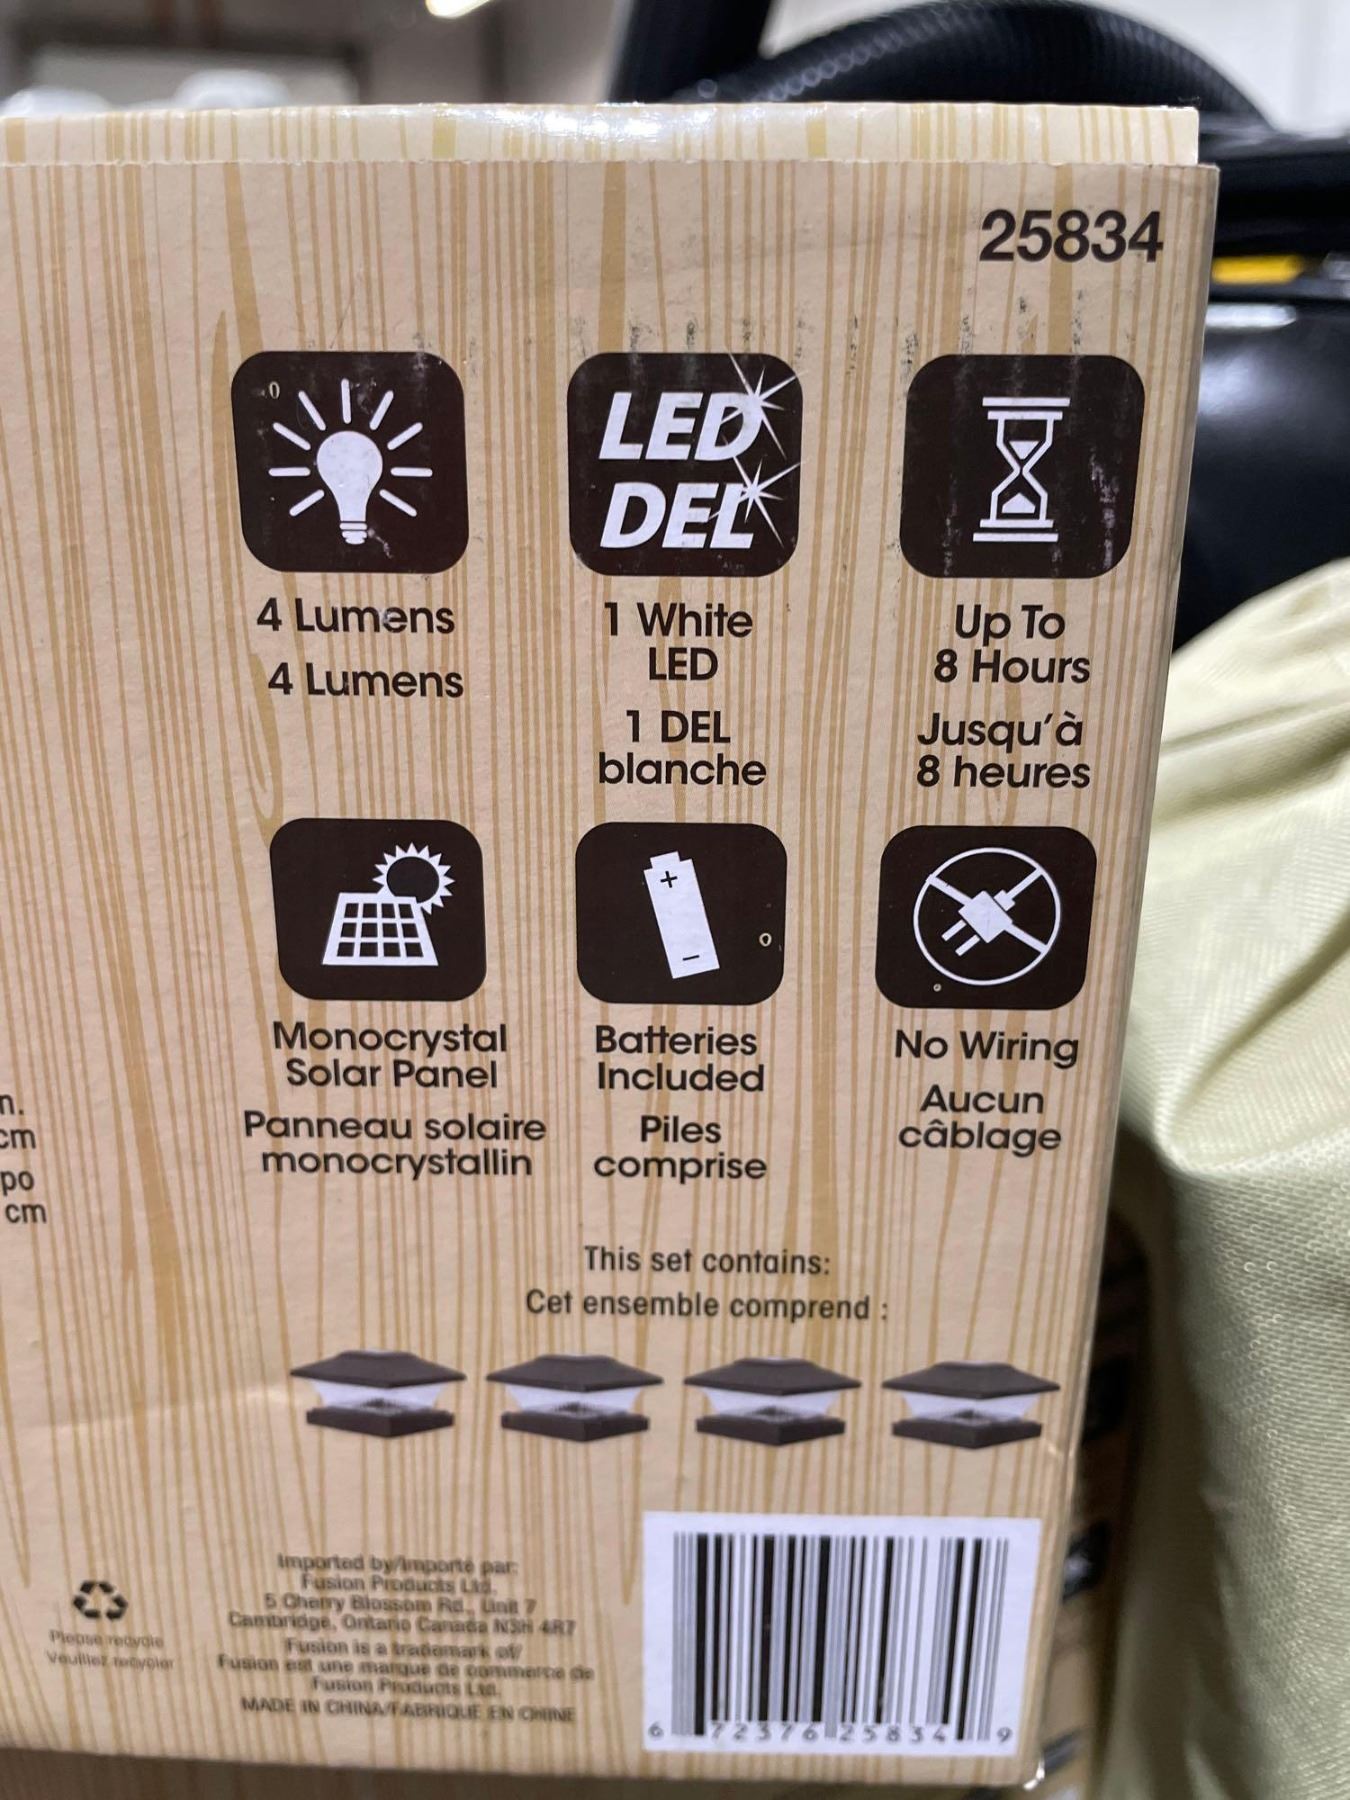 25834
LED
DEL
4 Lumens
4 Lumens
1 White
LED
1 DEL
blanche
Up To
8 Hours
Jusqu'à
8 heures
+
−
Monocrystal
Solar Panel
Panneau solaire
monocrystallin
Batteries
Included
Piles
comprise
No Wiring
Aucun
câblage
n.
cm
po
cm
This set contains:
Cet ensemble comprend :
Please recycle
Veuillez recycler
Imported by/Importé par:
Fusion Products Ltd.
5 Cherry Blossom Rd., Unit 7
Cambridge, Ontario Canada N3H 4R7
Fusion is a trademark of/
Fusion est une marque de commerce de
Fusion Products Ltd.
MADE IN CHINA/FABRIQUÉ EN CHINE
6 72376 25834 9